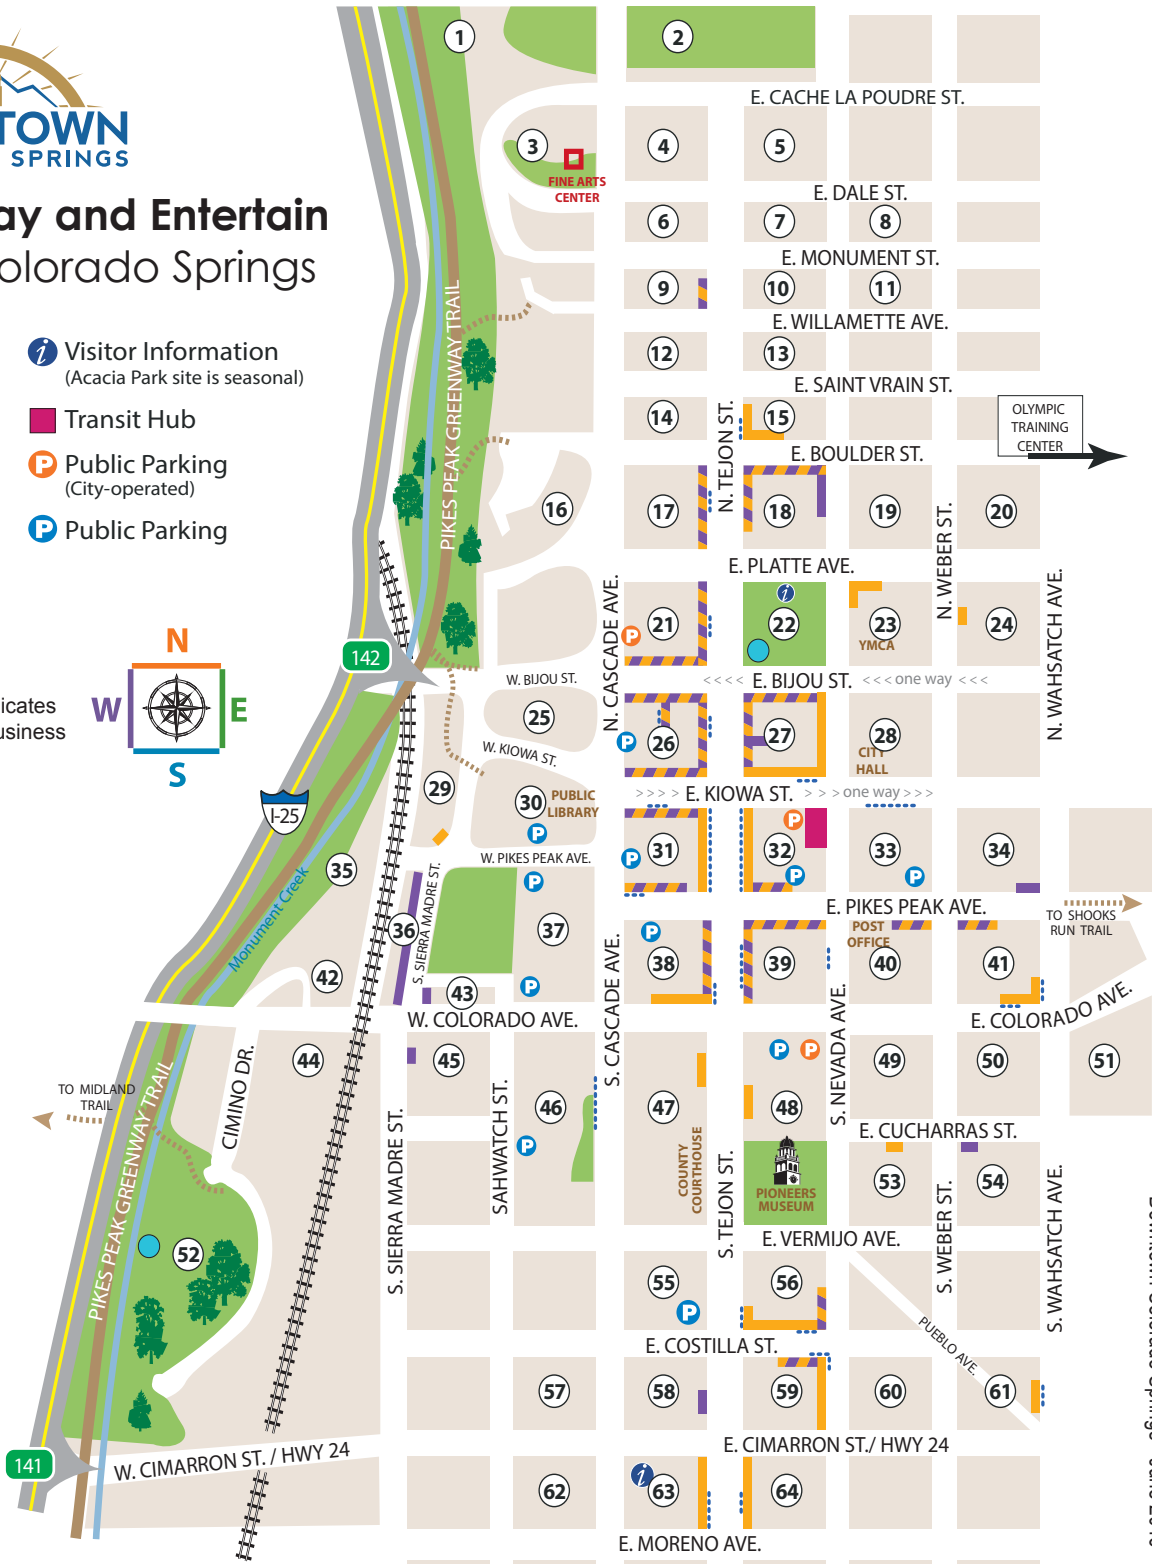 TOWN
SPRINGS
ay and Entertain
olorado Springs
Visitor Information
(Acacia Park site is seasonal)
Transit Hub
P Public Parking
(City-operated)
P Public Parking
icates
usiness
N
W E
S
1
2
E. CACHE LA POUDRE ST.
3
4
5
FINE ARTS
CENTER
E. DALE ST.
6
7
8
E. MONUMENT ST.
9
10
11
E. WILLAMETTE AVE.
12
13
E. SAINT VRAIN ST.
14
15
N. TEJON ST.
OLYMPIC
TRAINING
CENTER
E. BOULDER ST.
PIKES PEAK GREENWAY TRAIL
PIKES PEAK GREENWAY TRAIL
16
17
18
19
20
N. WEBER ST.
E. PLATTE AVE.
N. CASCADE AVE.
N. WAHSATCH AVE.
21
P
22
23
YMCA
24
142
W. BIJOU ST.
<<<< E. BIJOU ST. <<< one way <<<
25
26
P
27
28
CITY
HALL
W. KIOWA ST.
29
30
PUBLIC
LIBRARY
P
>>>> E. KIOWA ST. >>> one way >>>
I-25
31
P
32
P
P
33
P
34
W. PIKES PEAK AVE.
35
Monument Creek
36
S. SIERRA MADRE ST.
P
37
P
E. PIKES PEAK AVE.
TO SHOOKS
RUN TRAIL
P
38
39
POST
OFFICE
40
41
42
43
S. CASCADE AVE.
S. NEVADA AVE.
W. COLORADO AVE.
E. COLORADO AVE.
44
45
46
P
47
P
P
48
49
50
51
CIMINO DR.
TO MIDLAND
TRAIL
PIKES PEAK GREENWAY TRAIL
S. SIERRA MADRE ST.
SAHWATCH ST.
COUNTY
COURTHOUSE
S. TEJON ST.
E. CUCHARRAS ST.
PIONEERS
MUSEUM
53
54
S. WEBER ST.
S. WAHSATCH AVE.
E. VERMIJO AVE.
52
55
P
56
PUEBLO AVE.
E. COSTILLA ST.
57
58
59
60
61
E. CIMARRON ST./ HWY 24
141
W. CIMARRON ST. / HWY 24
62
63
64
E. MORENO AVE.